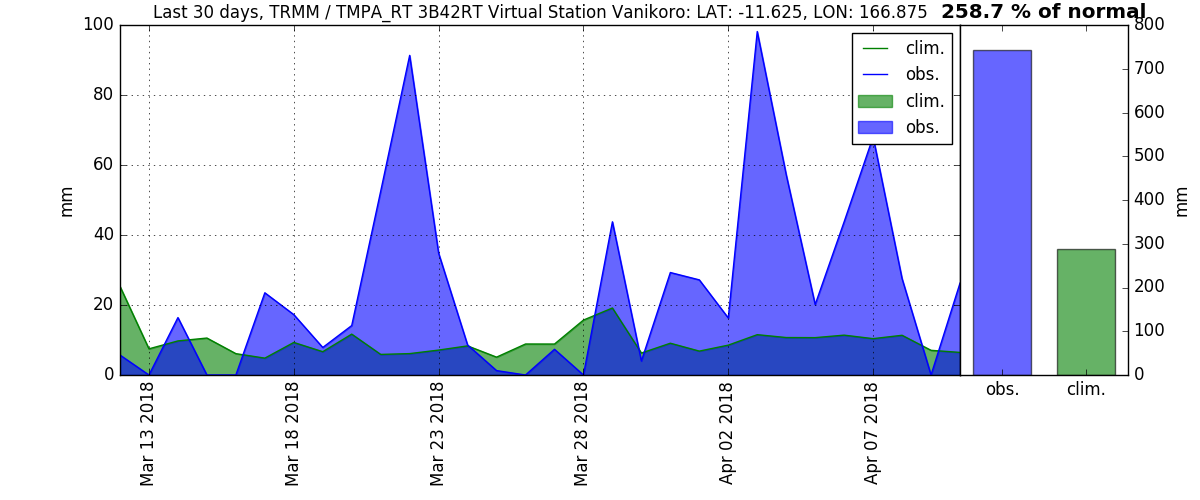 Last 30 days, TRMM / TMPA_RT 3B42RT Virtual Station Vanikoro: LAT: -11.625, LON: 166.875 258.7 % of normal
100
80
60
40
20
0
mm
clim.
obs.
clim.
obs.
Mar 13 2018
Mar 18 2018
Mar 23 2018
Mar 28 2018
Apr 02 2018
Apr 07 2018
800
700
600
500
400
300
200
100
0
mm
obs.
clim.